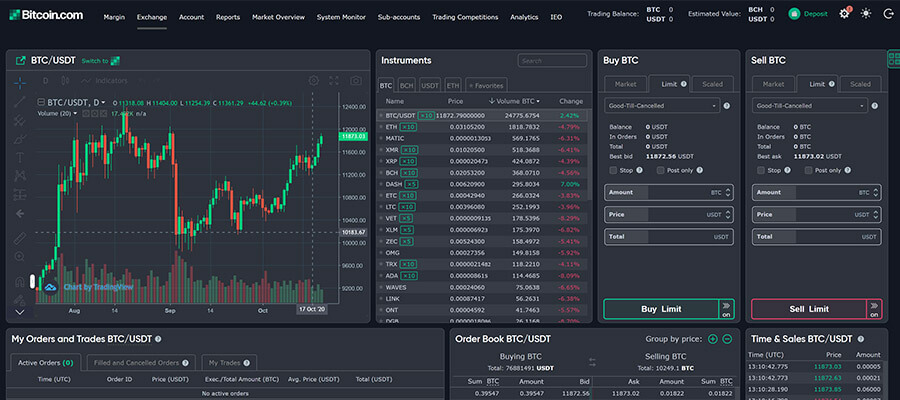 Bitcoin.com
Margin Exchange Account Reports Market Overview System Monitor Sub-accounts Trading Competitions Analytics IEO
Trading Balance: BTC 0 USDT 0
Estimated Value: BCH 0 USDT 0
Deposit
BTC/USDT Switch to
D Indicators
BTC/USDT, D O 11318.08 H 11404.00 L 11254.39 C 11361.29 -44.62 (-0.39%)
Volume (20) n/a
12400.00
12000.00
11873.03
11600.00
11200.00
10800.00
10400.00
10183.67
9800.00
9600.00
9200.00
9000.00
Chart by TradingView
Aug Sep Oct 17 Oct '20
Instruments
Search
BTC BCH USDT ETH Favorites
Name Price Volume BTC Change
BTC/USDT ×10 11872.79000000 24775.6754 2.42%
ETH ×10 0.03105200 1818.7832 -4.79%
MATIC 0.0000013093 569.1765 -6.31%
XMR ×10 0.01020500 518.3688 -6.41%
XRP ×10 0.000020473 424.0872 -4.39%
BCH ×10 0.02053200 368.0710 -4.56%
DASH ×5 0.00620900 295.8034 7.00%
ETC ×10 0.00042940 266.0324 -3.83%
LTC ×10 0.00396080 252.1993 -3.96%
VET ×5 0.0000009135 178.5396 -5.29%
XLM ×5 0.000006923 175.3970 -6.82%
ZEC ×5 0.00524300 158.4972 -5.41%
OMG 0.00027356 149.8158 -5.92%
TRX ×10 0.0000021482 118.2210 -4.11%
ADA ×10 0.000008615 114.4685 -8.09%
WAVES 0.00024060 75.0638 -8.65%
LINK 0.00087417 56.2631 -6.38%
ONT 0.00004592 41.7463 -5.57%
DGB
Buy BTC
Market Limit Scaled
Good-Till-Cancelled
Balance 0 USDT
In Orders 0 USDT
Total 0 USDT
Best bid 11872.56 USDT
Stop Post only
Amount BTC
Price USDT
Total USDT
Buy Limit on
Sell BTC
Market Limit Scaled
Good-Till-Cancelled
Balance 0 BTC
In Orders 0 BTC
Total 0 BTC
Best ask 11873.02 USDT
Stop Post only
Amount BTC
Price USDT
Total USDT
Sell Limit on
My Orders and Trades BTC/USDT
Active Orders (0) Filled and Cancelled Orders My Trades
Time (UTC) Order ID Price (USDT) Exec./Total Amount (BTC) Avg. Price (USDT) Total (USDT)
No active orders
Order Book BTC/USDT Group by price:
Buying BTC Selling BTC
Total: 76881491 USDT Total: 10249.1 BTC
Sum BTC Amount Bid Ask Amount Sum BTC
0.39547 0.39547 11872.56 11873.02 0.01822 0.01822
Time & Sales BTC/USDT
Time (UTC) Price Amount
13:10:42.775 11873.03 0.00005
13:10:42.773 11872.63 0.00021
13:10:28.190 11873.85 0.06000